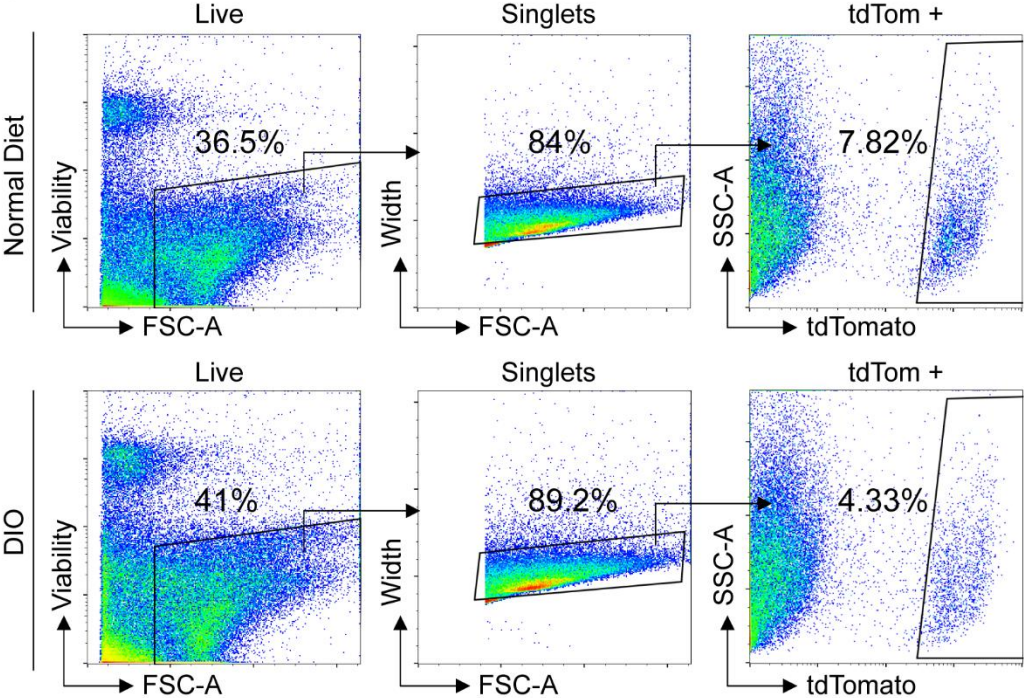 Live
Singlets
tdTom +
Normal Diet
Viability
36.5%
FSC-A
Width
84%
FSC-A
SSC-A
7.82%
tdTomato
Live
Singlets
tdTom +
DIO
Viability
41%
FSC-A
Width
89.2%
FSC-A
SSC-A
4.33%
tdTomato